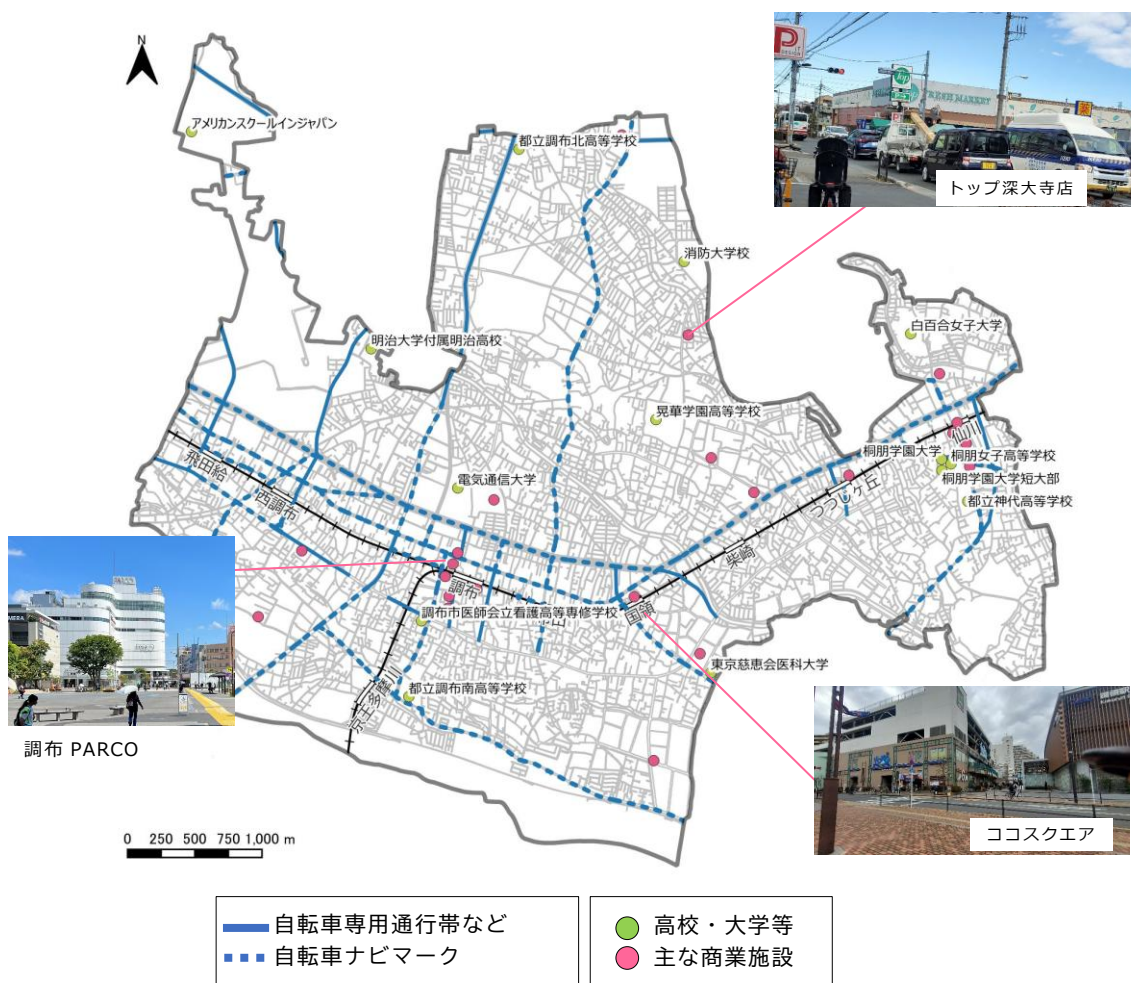 N
アメリカンスクールインジャパン
都立調布北高等学校
消防大学校
トップ深大寺店
P
Top
FRESH MARKET
明治大学付属明治高校
白百合女子大学
晃華学園高等学校
仙川
桐朋学園大学
桐朋女子高等学校
桐朋学園大学短大部
都立神代高等学校
つつじヶ丘
柴崎
国領
飛田給
西調布
電気通信大学
調布
調布市医師会立看護高等専修学校
東京慈恵会医科大学
都立調布南高等学校
京王多摩川
PARCO
調布 PARCO
ココスクエア
0 250 500 750 1,000 m
自転車専用通行帯など
自転車ナビマーク
高校・大学等
主な商業施設